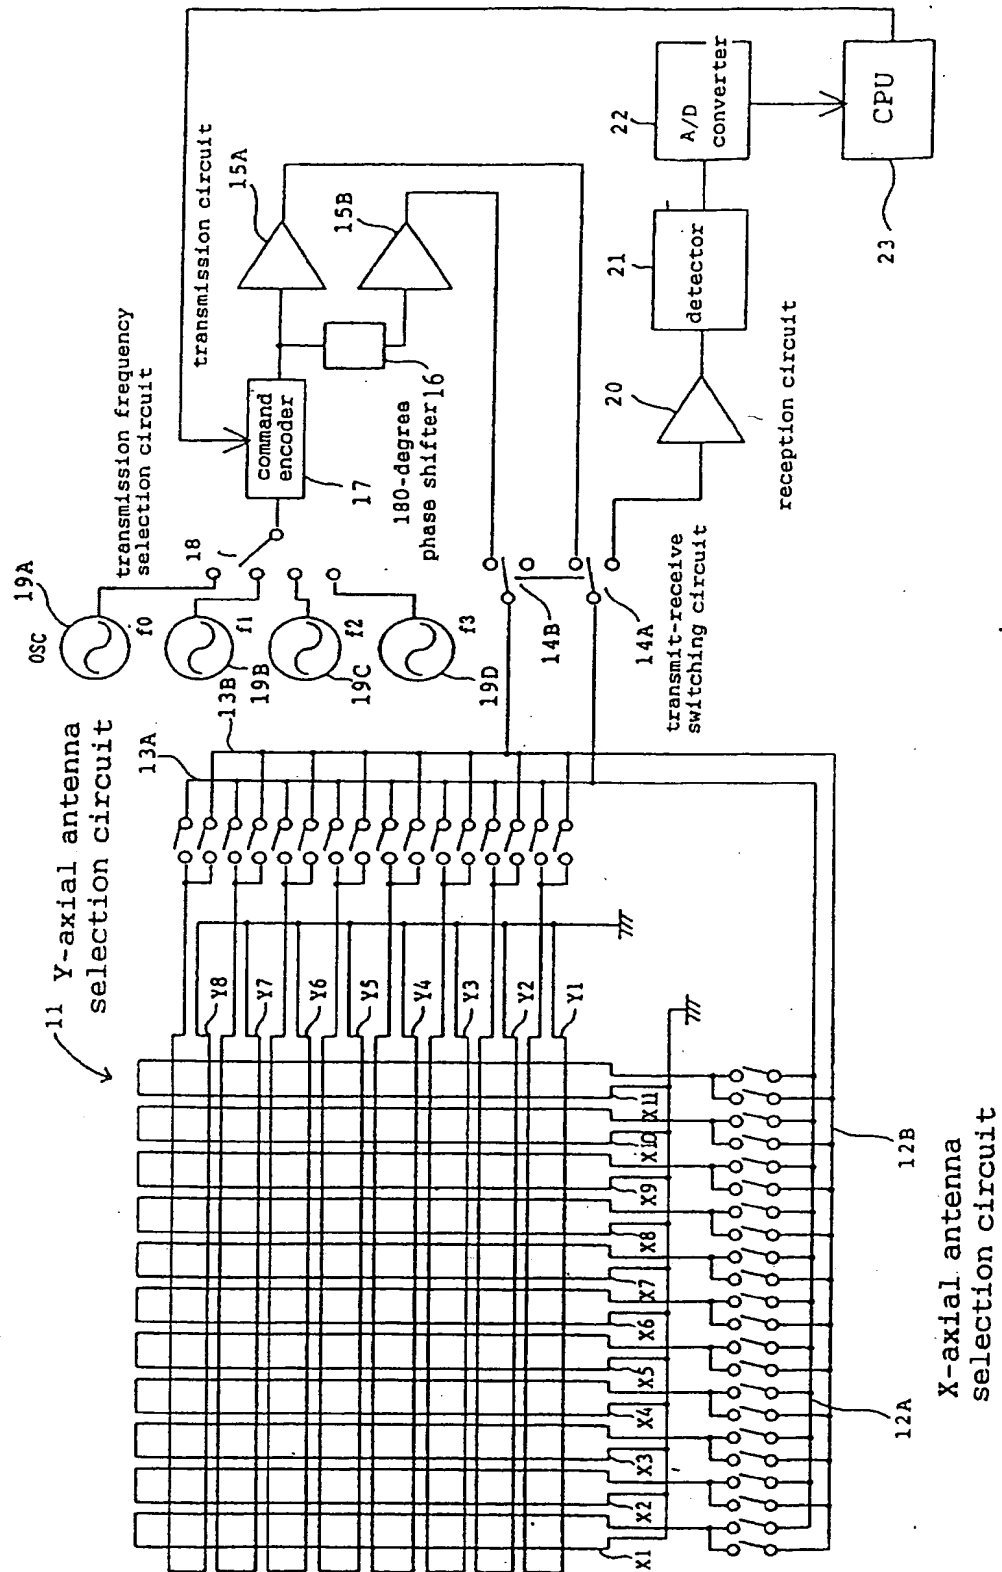 11
Y-axial antenna
selection circuit
13A
13B
OSC
19A
f0
19B
f1
19C
f2
19D
f3
transmission frequency
selection circuit
18
command
encoder
17
transmission circuit
15A
15B
180-degree
phase shifter
16
14B
14A
transmit-receive
switching circuit
20
reception circuit
21
detector
22
A/D
converter
CPU
23
Y8
Y7
Y6
Y5
Y4
Y3
Y2
Y1
X1
X2
X3
X4
X5
X6
X7
X8
X9
X10
X11
12A
12B
X-axial antenna
selection circuit